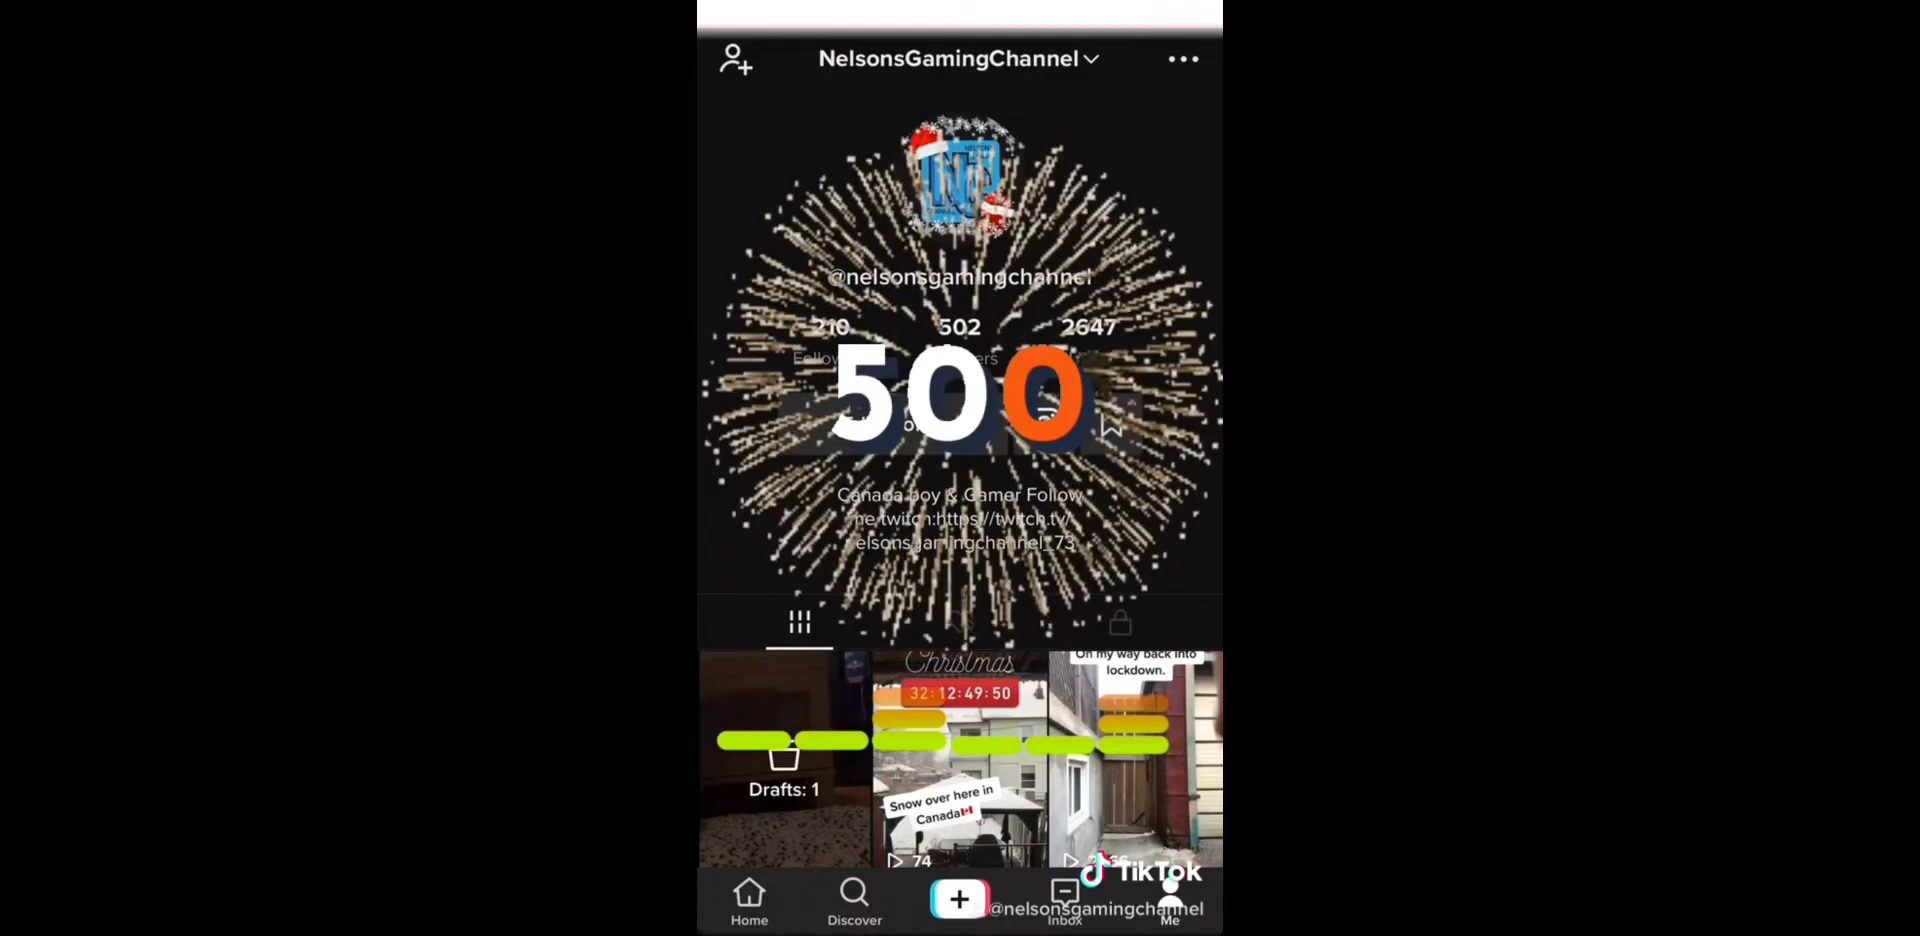 NelsonsGamingChannel
@nelsonsgamingchannel
210 502 2647
500
Canada boy & Gamer Follow
me twitch:https://twitch.tv/
nelsonsgamingchannel_73
Christmas
32:12:49:50
On my way back into
lockdown.
Drafts: 1
Snow over here in
Canada🇨🇦
74
TikTok
@nelsonsgamingchannel
Home
Discover
Inbox
Me